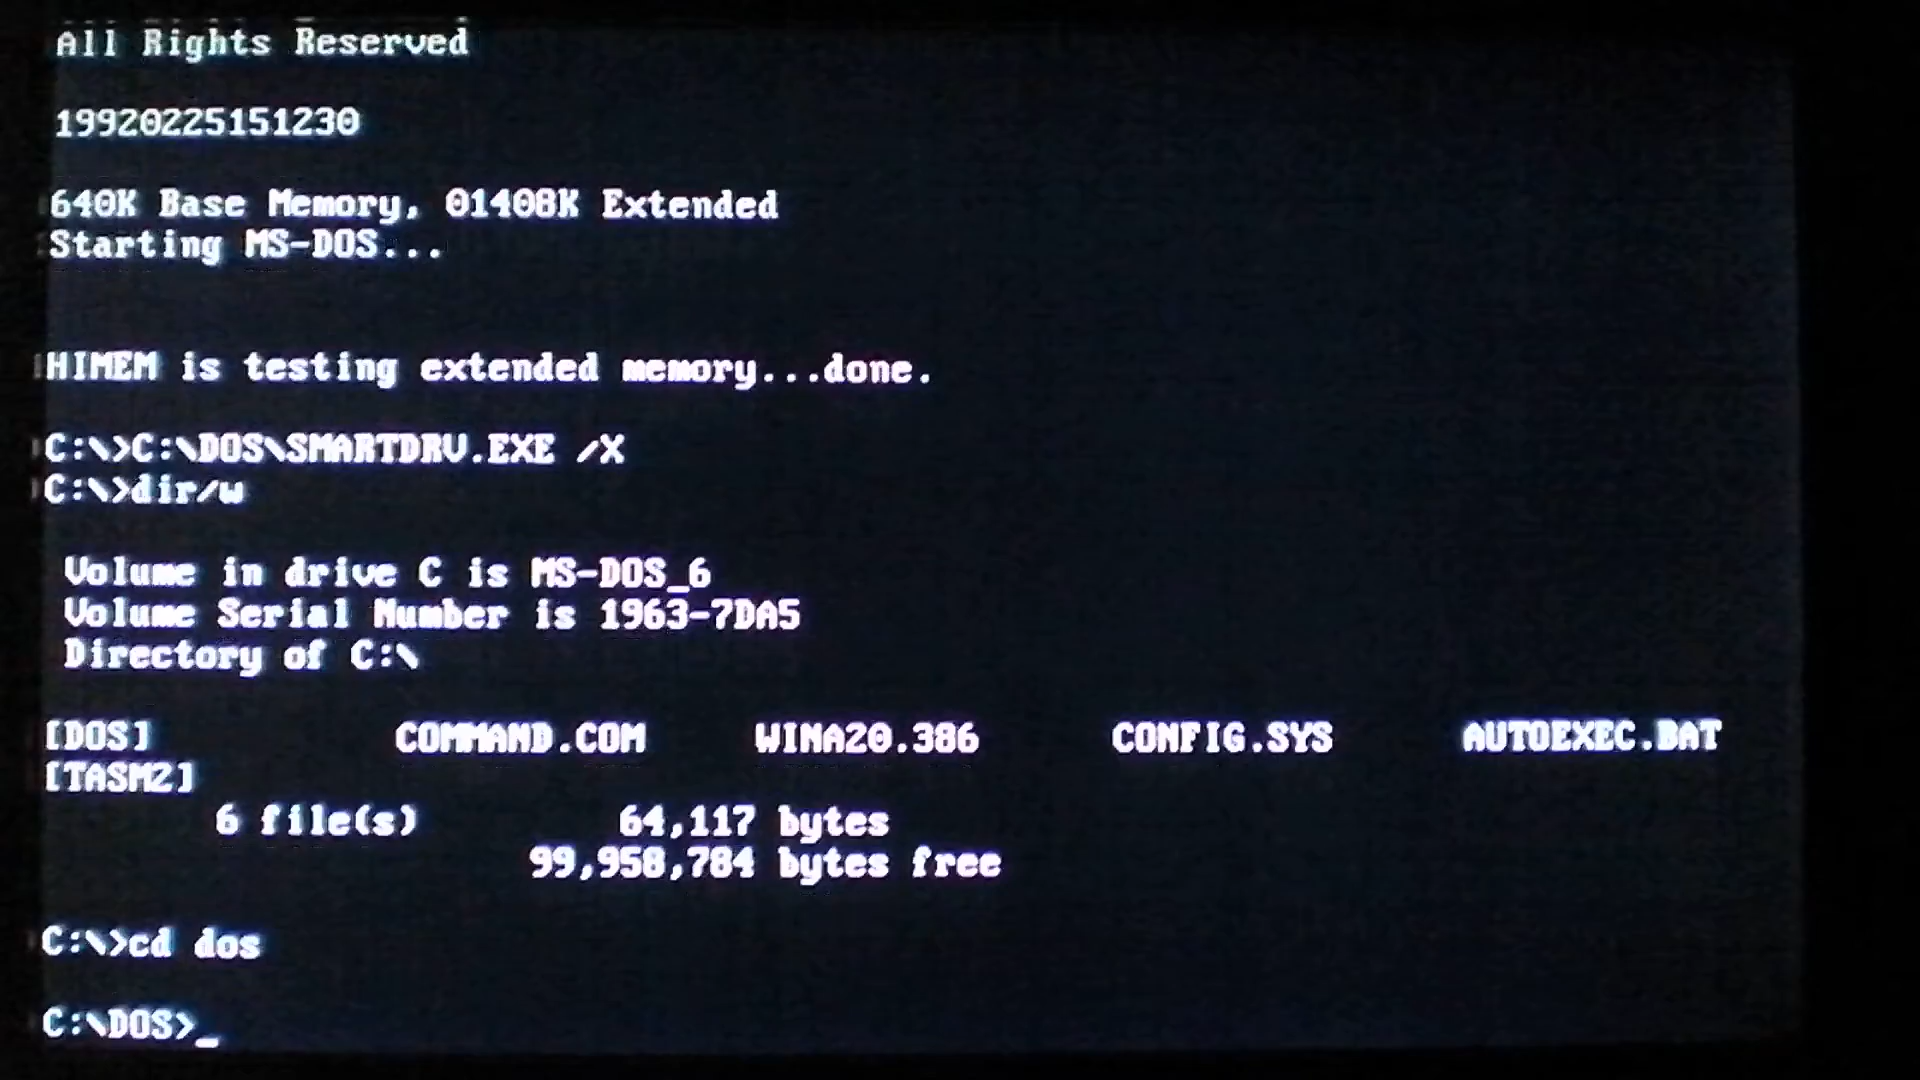 All Rights Reserved
19920225151230
640K Base Memory, 01408K Extended
Starting MS-DOS...
HIMEM is testing extended memory...done.
C:\>C:\DOS\SMARTDRV.EXE /X
C:\>dir/w
Volume in drive C is MS-DOS_6
Volume Serial Number is 1963-7DA5
Directory of C:\
[DOS] COMMAND.COM WINA20.386 CONFIG.SYS AUTOEXEC.BAT
[TASM2]
6 file(s) 64,117 bytes
99,958,784 bytes free
C:\>cd dos
C:\DOS>_